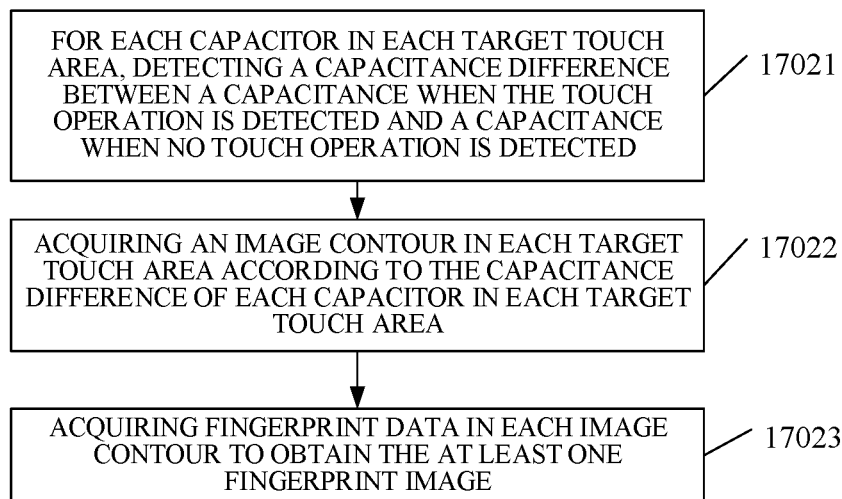 FOR EACH CAPACITOR IN EACH TARGET TOUCH
AREA, DETECTING A CAPACITANCE DIFFERENCE
BETWEEN A CAPACITANCE WHEN THE TOUCH
OPERATION IS DETECTED AND A CAPACITANCE
WHEN NO TOUCH OPERATION IS DETECTED
17021
ACQUIRING AN IMAGE CONTOUR IN EACH TARGET
TOUCH AREA ACCORDING TO THE CAPACITANCE
DIFFERENCE OF EACH CAPACITOR IN EACH TARGET
TOUCH AREA
17022
ACQUIRING FINGERPRINT DATA IN EACH IMAGE
CONTOUR TO OBTAIN THE AT LEAST ONE
FINGERPRINT IMAGE
17023